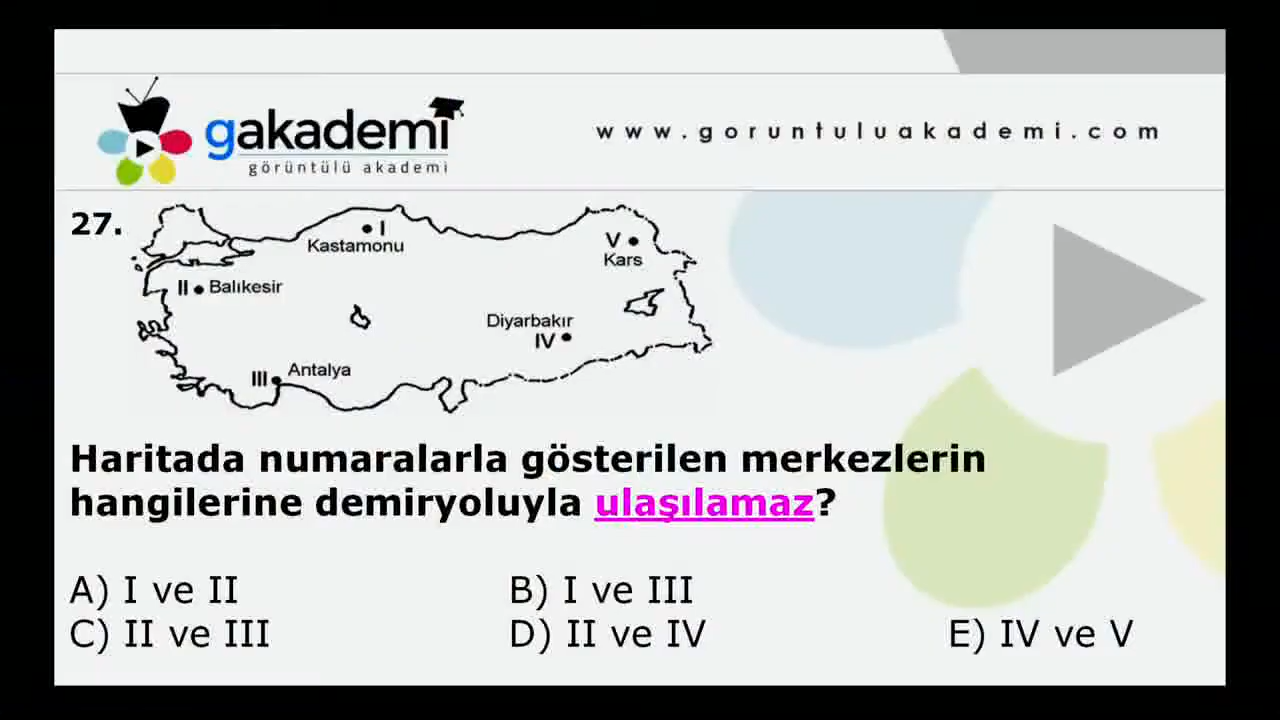 gakademi
görüntülü akademi
www.goruntuluakademi.com
27.
I
Kastamonu
V
Kars
II Balıkesir
Diyarbakır
IV
III Antalya
Haritada numaralarla gösterilen merkezlerin
hangilerine demiryoluyla ulaşılamaz?
A) I ve II B) I ve III
C) II ve III D) II ve IV E) IV ve V